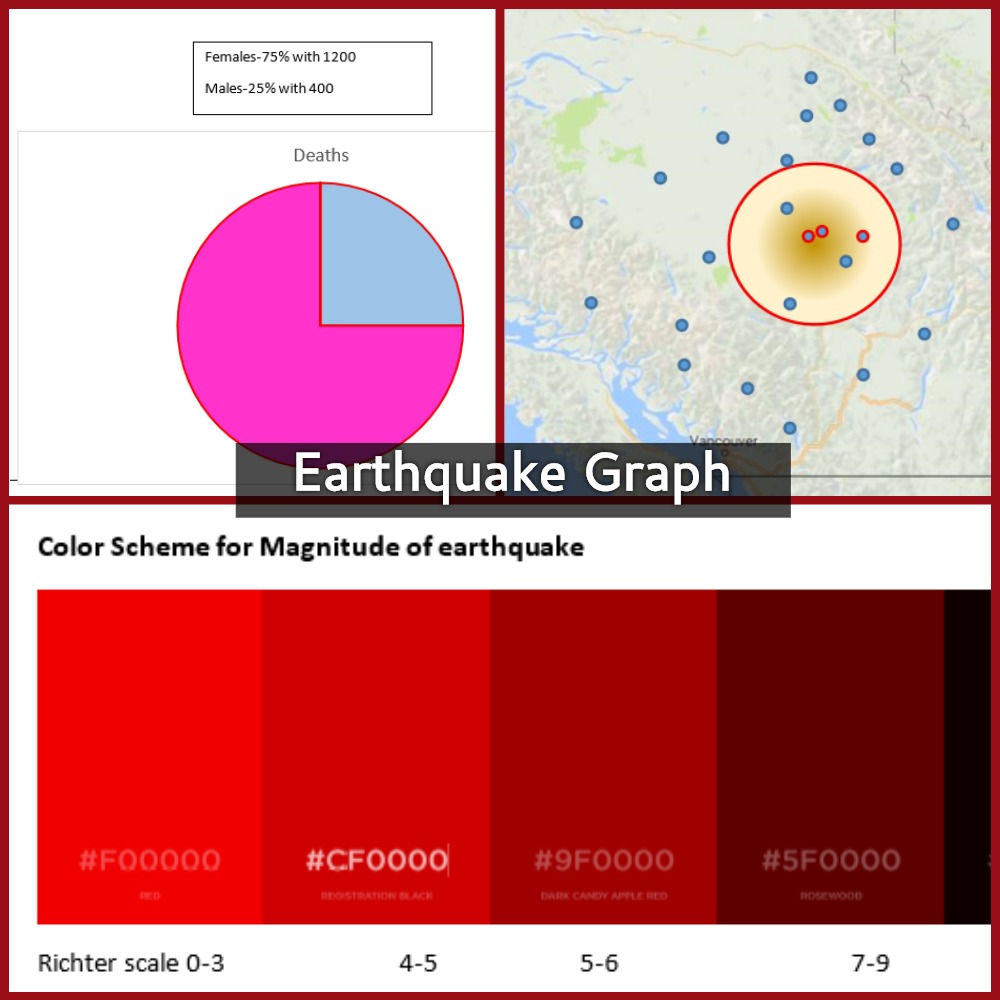 Females-75% with 1200
Males-25% with 400
Deaths
Vancouver
Earthquake Graph
Color Scheme for Magnitude of earthquake
#F00000 #CF0000 #9F0000 #5F0000
RED REGISTRATION BLACK DARK CANDY APPLE RED ROSEWOOD
Richter scale 0-3 4-5 5-6 7-9